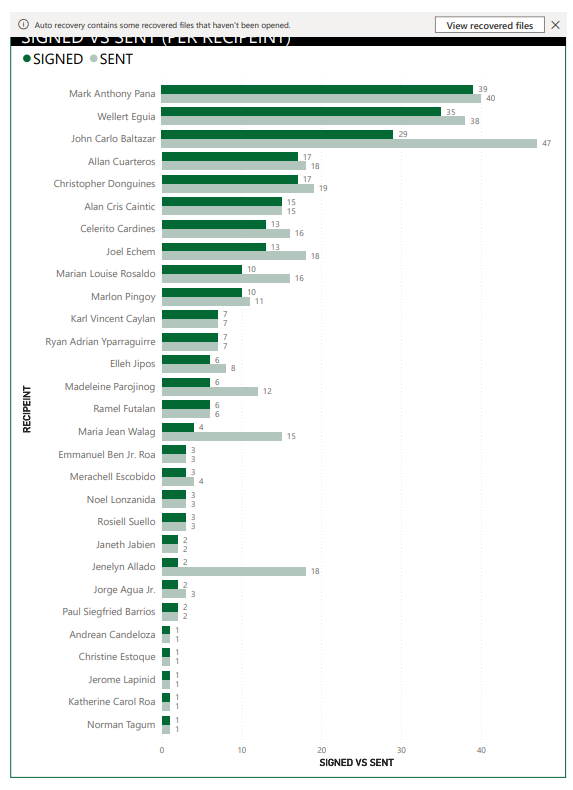 Auto recovery contains some recovered files that haven't been opened.
View recovered files
SIGNED VS SENT (PER RECIPEINT)
SIGNED SENT
Mark Anthony Pana 39 40
Wellert Eguia 35 38
John Carlo Baltazar 29 47
Allan Cuarteros 17 18
Christopher Donguines 17 19
Alan Cris Caintic 15 15
Celerito Cardines 13 16
Joel Echem 13 18
Marian Louise Rosaldo 10 16
Marlon Pingoy 10 11
Karl Vincent Caylan 7 7
Ryan Adrian Yparraguirre 7 7
Elleh Jipos 6 8
Madeleine Parojinog 6 12
Ramel Futalan 6 6
Maria Jean Walag 4 15
Emmanuel Ben Jr. Roa 3 3
Merachell Escobido 3 4
Noel Lonzanida 3 3
Rosiell Suello 3 3
Janeth Jabien 2 2
Jenelyn Allado 2 18
Jorge Agua Jr. 2 3
Paul Siegfried Barrios 2 2
Andrean Candeloza 1 1
Christine Estoque 1 1
Jerome Lapinid 1 1
Katherine Carol Roa 1 1
Norman Tagum 1 1
RECIPEINT
0 10 20 30 40
SIGNED VS SENT